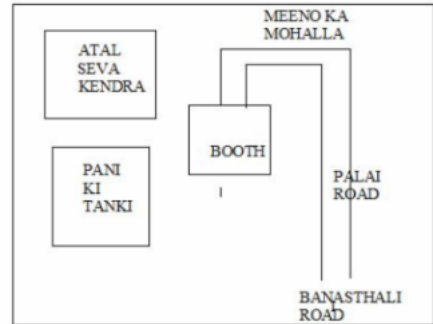 MEENO KA
MOHALLA
ATAL
SEVA
KENDRA
BOOTH
PANI
KI
TANKI
PALAI
ROAD
BANASTHALI
ROAD